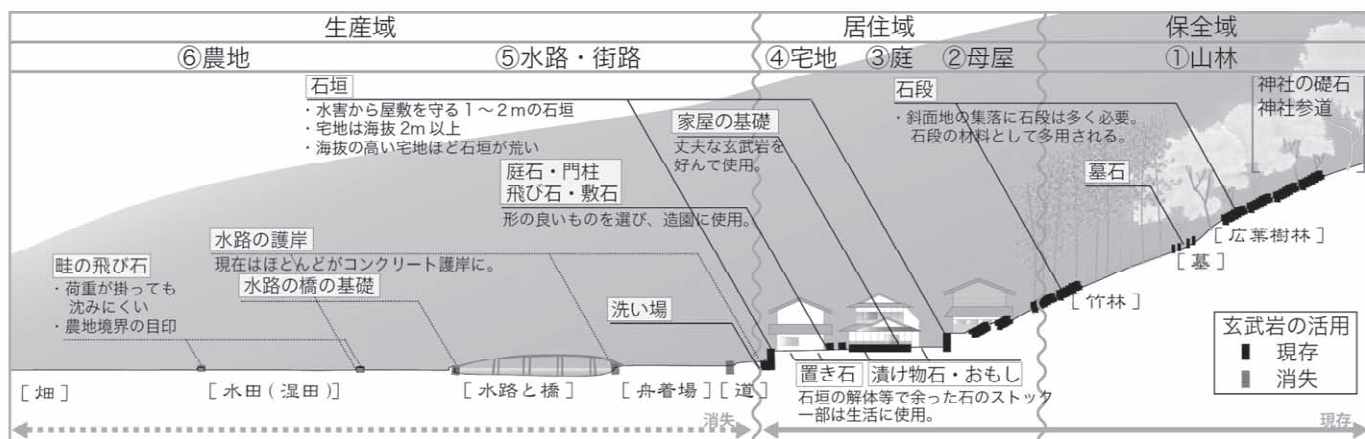 生産域
居住域
保全域
⑥農地
⑤水路・街路
④宅地
③庭
②母屋
①山林
石垣
・水害から屋敷を守る1～2mの石垣
・宅地は海抜2m以上
・海抜の高い宅地ほど石垣が荒い
家屋の基礎
丈夫な玄武岩を
好んで使用。
石段
・斜面地の集落に石段は多く必要。
石段の材料として多用される。
神社の礎石
神社参道
庭石・門柱
飛び石・敷石
形の良いものを選び、造園に使用。
墓石
水路の護岸
現在はほとんどがコンクリート護岸に。
畦の飛び石
・荷重が掛っても
沈みにくい
・農地境界の目印
水路の橋の基礎
洗い場
[広葉樹林]
[墓]
[竹林]
玄武岩の活用
現存
消失
置き石
漬け物石・おもし
石垣の解体等で余った石のストック
一部は生活に使用。
[畑]
[水田(湿田)]
[水路と橋]
[舟着場]
[道]
消失
現存